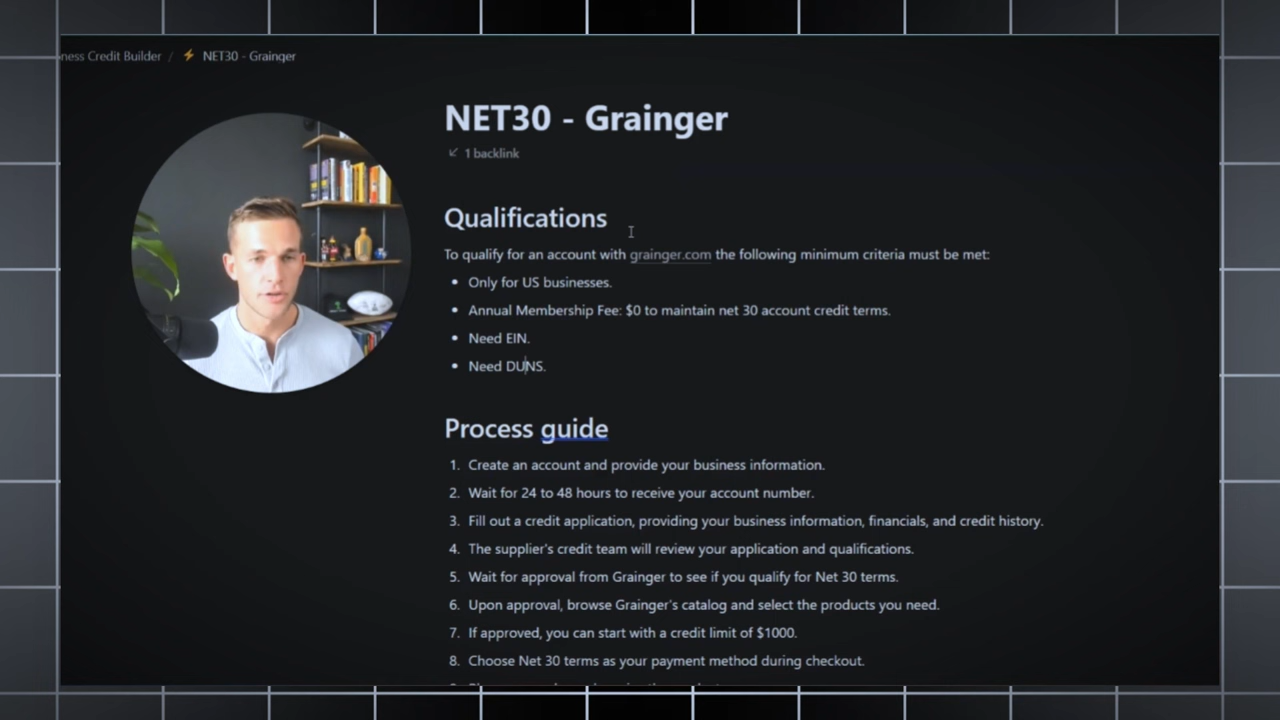 ness Credit Builder / ⚡ NET30 - Grainger
NET30 - Grainger
1 backlink
Qualifications
To qualify for an account with grainger.com the following minimum criteria must be met:
• Only for US businesses.
• Annual Membership Fee: $0 to maintain net 30 account credit terms.
• Need EIN.
• Need DUNS.
Process guide
1. Create an account and provide your business information.
2. Wait for 24 to 48 hours to receive your account number.
3. Fill out a credit application, providing your business information, financials, and credit history.
4. The supplier's credit team will review your application and qualifications.
5. Wait for approval from Grainger to see if you qualify for Net 30 terms.
6. Upon approval, browse Grainger's catalog and select the products you need.
7. If approved, you can start with a credit limit of $1000.
8. Choose Net 30 terms as your payment method during checkout.